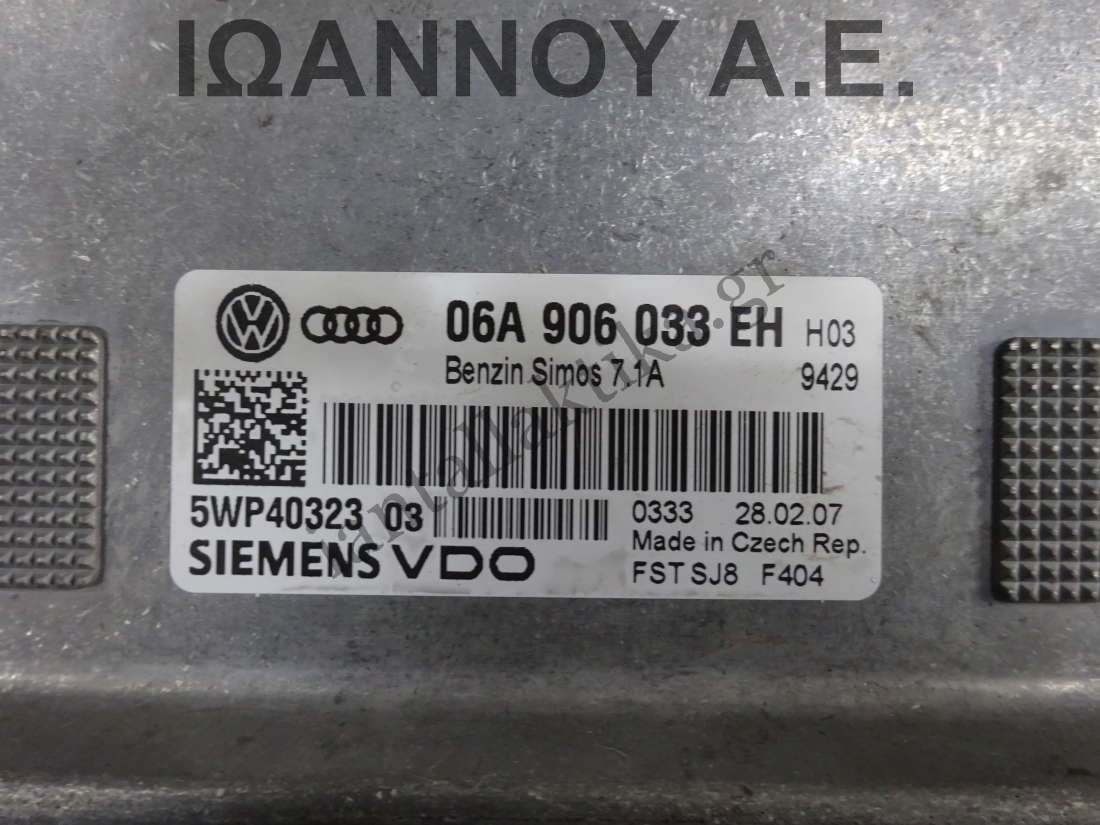 ΙΩΑΝΝΟΥ Α.Ε.
06A 906 033 EH H03
Benzin Simos 7.1A 9429
5WP40323 03 0333 28.02.07
Made in Czech Rep.
SIEMENS VDO FST SJ8 F404
antallaktika.gr